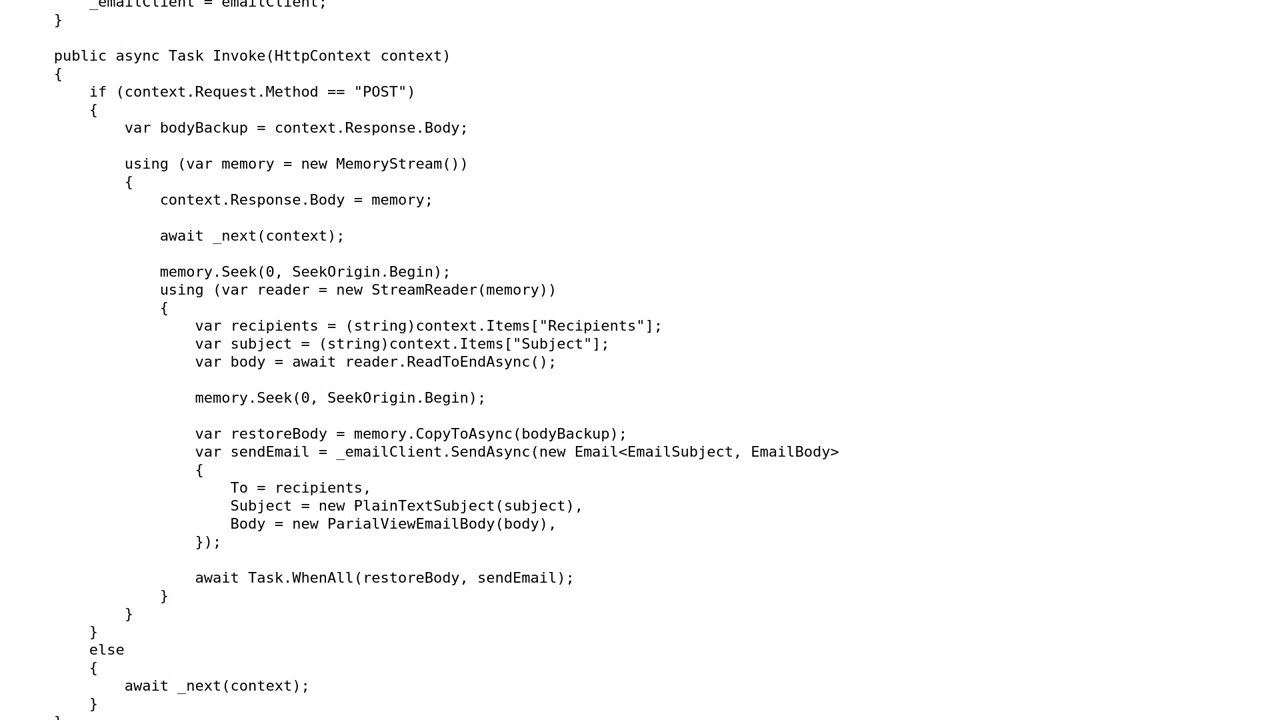 _emailClient = emailClient;
}
public async Task Invoke(HttpContext context)
{
if (context.Request.Method == "POST")
{
var bodyBackup = context.Response.Body;
using (var memory = new MemoryStream())
{
context.Response.Body = memory;
await _next(context);
memory.Seek(0, SeekOrigin.Begin);
using (var reader = new StreamReader(memory))
{
var recipients = (string)context.Items["Recipients"];
var subject = (string)context.Items["Subject"];
var body = await reader.ReadToEndAsync();
memory.Seek(0, SeekOrigin.Begin);
var restoreBody = memory.CopyToAsync(bodyBackup);
var sendEmail = _emailClient.SendAsync(new Email<EmailSubject, EmailBody>
{
To = recipients,
Subject = new PlainTextSubject(subject),
Body = new ParialViewEmailBody(body),
});
await Task.WhenAll(restoreBody, sendEmail);
}
}
}
else
{
await _next(context);
}
}